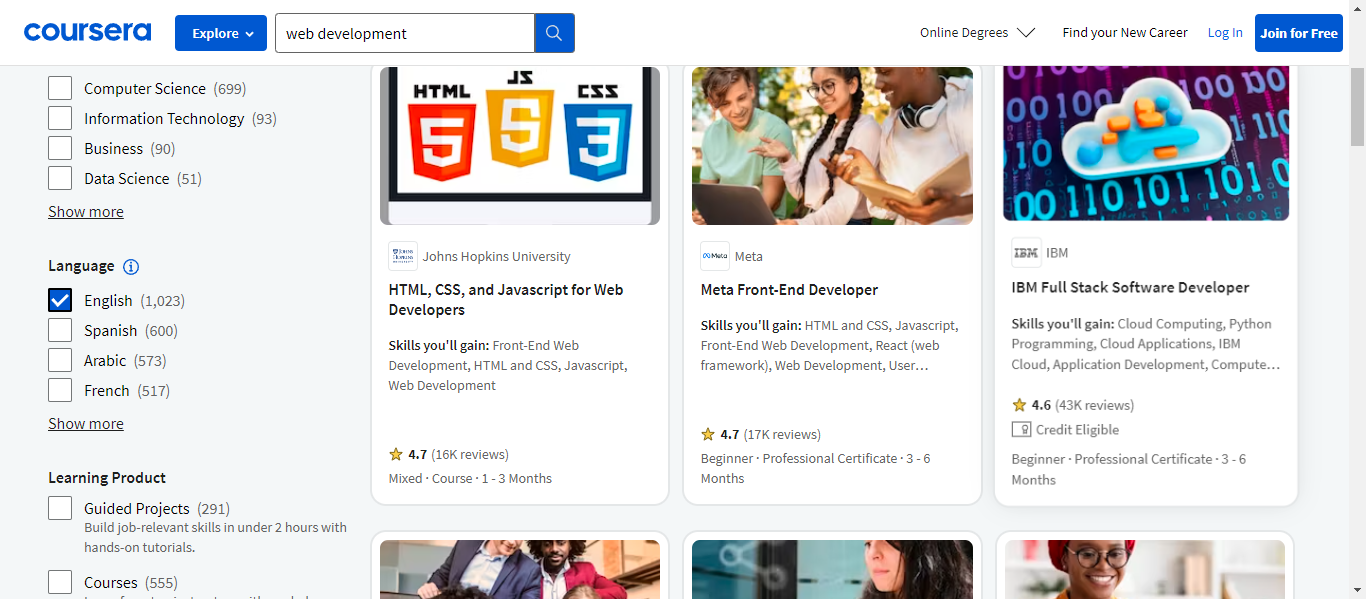 coursera
Explore
web development
Online Degrees
Find your New Career
Log In
Join for Free
Computer Science (699)
Information Technology (93)
Business (90)
Data Science (51)
Show more
Language
English (1,023)
Spanish (600)
Arabic (573)
French (517)
Show more
Learning Product
Guided Projects (291)
Build job-relevant skills in under 2 hours with
hands-on tutorials.
Courses (555)
HTML
JS
CSS
5
5
3
JOHNS HOPKINS
Johns Hopkins University
HTML, CSS, and Javascript for Web
Developers
Skills you'll gain: Front-End Web
Development, HTML and CSS, Javascript,
Web Development
4.7 (16K reviews)
Mixed · Course · 1 - 3 Months
Meta
Meta
Meta Front-End Developer
Skills you'll gain: HTML and CSS, Javascript,
Front-End Web Development, React (web
framework), Web Development, User…
4.7 (17K reviews)
Beginner · Professional Certificate · 3 - 6
Months
IBM
IBM
IBM Full Stack Software Developer
Skills you'll gain: Cloud Computing, Python
Programming, Cloud Applications, IBM
Cloud, Application Development, Compute…
4.6 (43K reviews)
Credit Eligible
Beginner · Professional Certificate · 3 - 6
Months